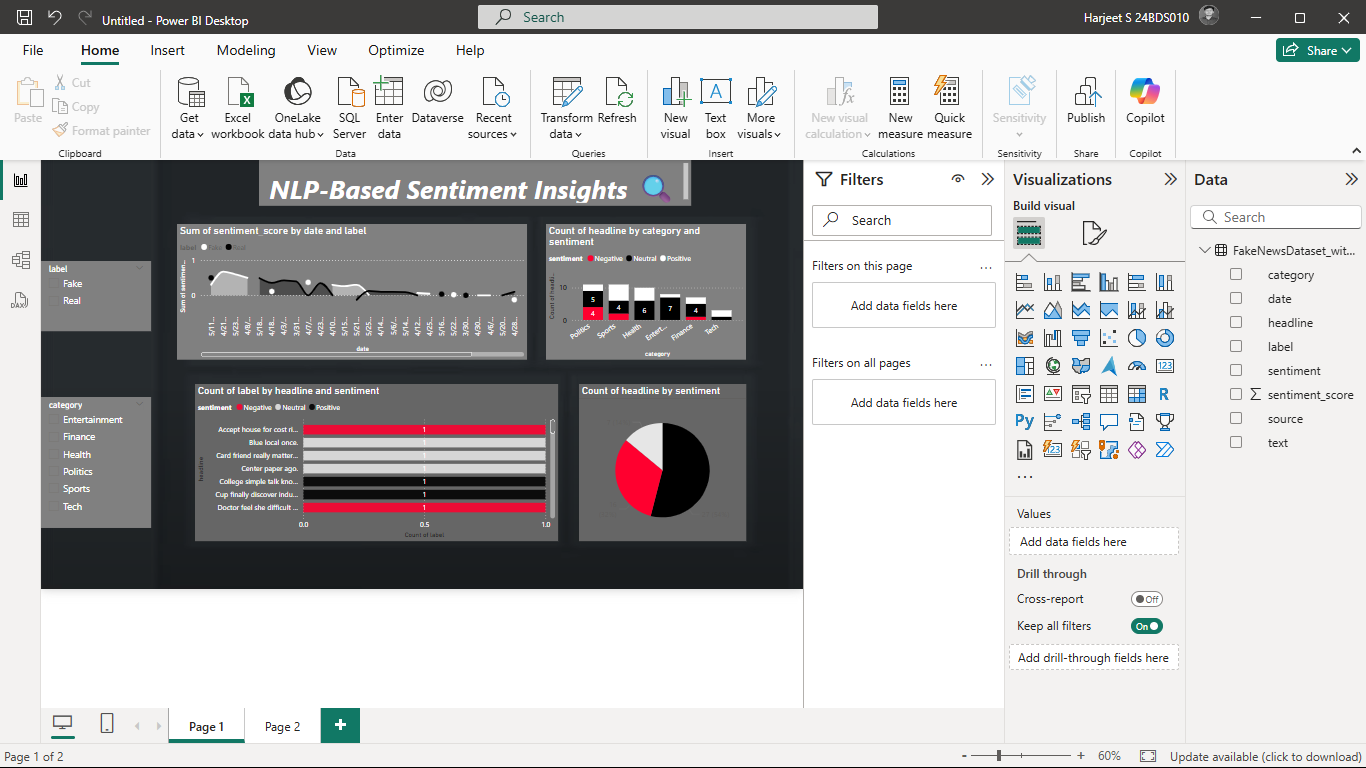 Untitled - Power BI Desktop
Search
Harjeet S 24BDS010
File
Home
Insert
Modeling
View
Optimize
Help
Share
Paste
Cut
Copy
Format painter
Clipboard
Get data
Excel workbook
OneLake data hub
SQL Server
Enter data
Dataverse
Recent sources
Data
Transform data
Refresh
Queries
New visual
Text box
More visuals
Insert
New visual calculation
New measure
Quick measure
Calculations
Sensitivity
Sensitivity
Publish
Share
Copilot
Copilot
NLP-Based Sentiment Insights
label
Fake
Real
category
Entertainment
Finance
Health
Politics
Sports
Tech
Sum of sentiment_score by date and label
label Fake Real
Sum of sentimen...
1
0
date
Count of headline by category and
sentiment
sentiment Negative Neutral Positive
Count of headl...
10
0
5
4
4
6
7
4
Politics
Sports
Health
Entert...
Finance
Tech
category
Count of label by headline and sentiment
sentiment Negative Neutral Positive
headline
Accept house for cost ri... 1
Blue local once. 1
Card friend really matter... 1
Center paper ago. 1
College simple talk kno... 1
Cup finally discover indu... 1
Doctor feel she difficult ... 1
0.0 0.5 1.0
Count of label
Count of headline by sentiment
Filters
Search
Filters on this page ...
Add data fields here
Filters on all pages ...
Add data fields here
Visualizations
Build visual
123
R
Py
...
Values
Add data fields here
Drill through
Cross-report Off
Keep all filters On
Add drill-through fields here
Data
Search
FakeNewsDataset_wit...
category
date
headline
label
sentiment
sentiment_score
source
text
DAX
Page 1
Page 2
+
Page 1 of 2
- + 60%
Update available (click to download)